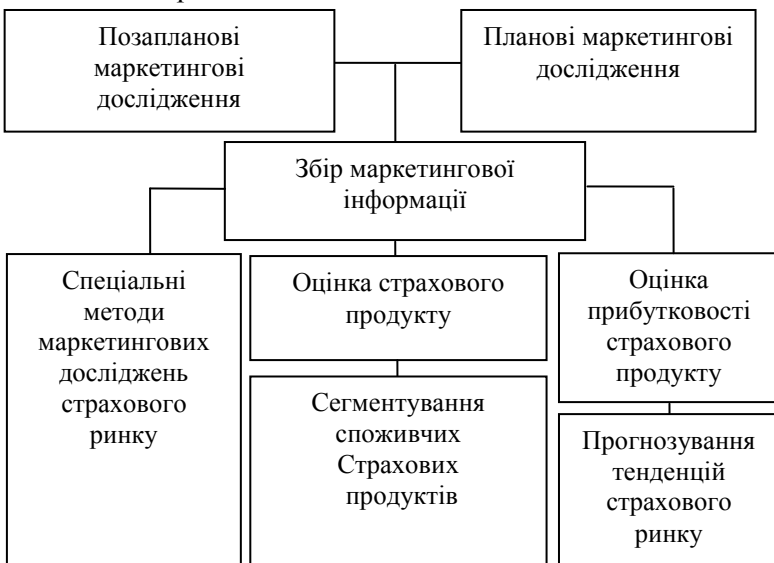 Позапланові
маркетингові
дослідження
Планові маркетингові
дослідження
Збір маркетингової
інформації
Спеціальні
методи
маркетингових
досліджень
страхового
ринку
Оцінка страхового
продукту
Сегментування
споживчих
Страхових
продуктів
Оцінка
прибутковості
страхового
продукту
Прогнозування
тенденцій
страхового
ринку